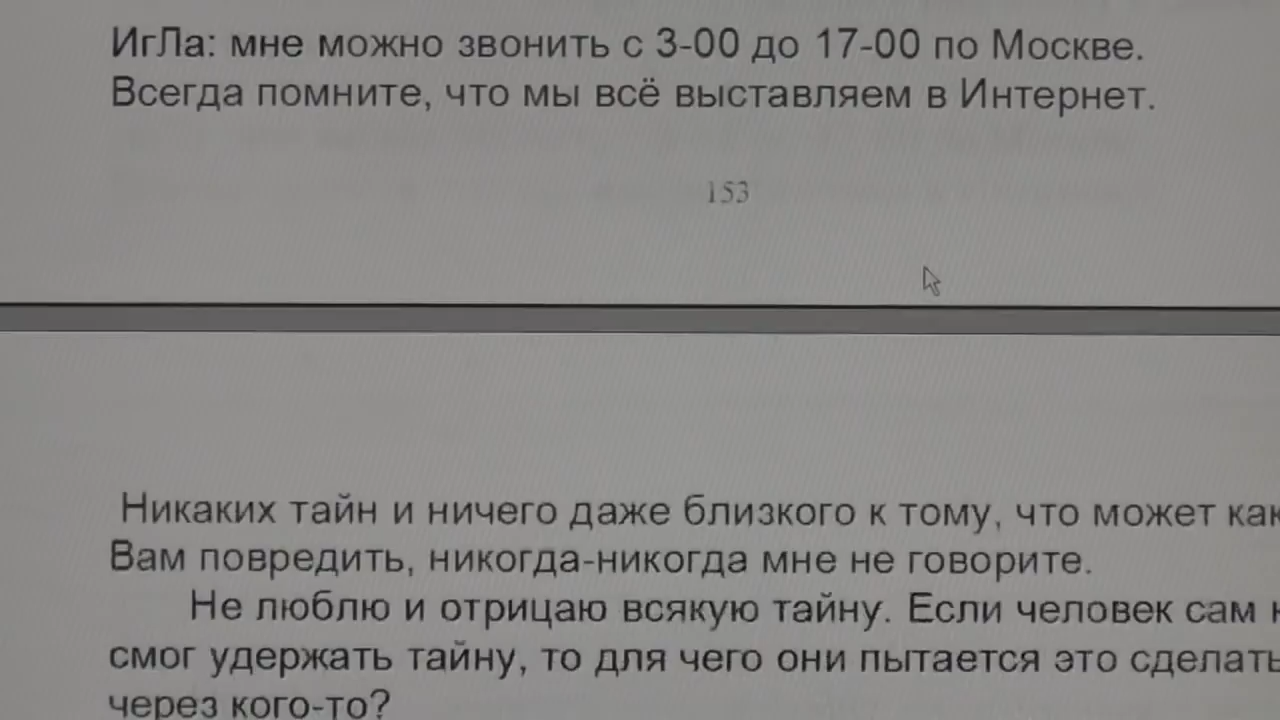 ИгЛа: мне можно звонить с 3-00 до 17-00 по Москве.
Всегда помните, что мы всё выставляем в Интернет.
153
Никаких тайн и ничего даже близкого к тому, что может как
Вам повредить, никогда-никогда мне не говорите.
Не люблю и отрицаю всякую тайну. Если человек сам
смог удержать тайну, то для чего они пытается это сделать
через кого-то?